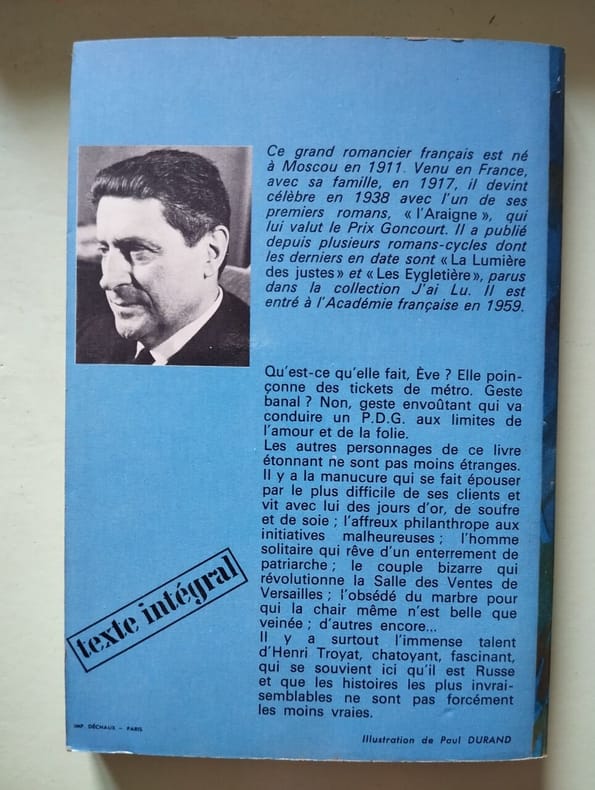 Ce grand romancier français est né
à Moscou en 1911. Venu en France,
avec sa famille, en 1917, il devint
célèbre en 1938 avec l'un de ses
premiers romans, « l'Araigne », qui
lui valut le Prix Goncourt. Il a publié
depuis plusieurs romans-cycles dont
les derniers en date sont « La Lumière
des justes » et « Les Eygletière », parus
dans la collection J'ai Lu. Il est
entré à l'Académie française en 1959.
Qu'est-ce qu'elle fait, Ève ? Elle poin-
çonne des tickets de métro. Geste
banal ? Non, geste envoûtant qui va
conduire un P.D.G. aux limites de
l'amour et de la folie.
Les autres personnages de ce livre
étonnant ne sont pas moins étranges.
Il y a la manucure qui se fait épouser
par le plus difficile de ses clients et
vit avec lui des jours d'or, de soufre
et de soie ; l'affreux philanthrope aux
initiatives malheureuses ; l'homme
solitaire qui rêve d'un enterrement de
patriarche ; le couple bizarre qui
révolutionne la Salle des Ventes de
Versailles ; l'obsédé du marbre pour
qui la chair même n'est belle que
veinée ; d'autres encore...
Il y a surtout l'immense talent
d'Henri Troyat, chatoyant, fascinant,
qui se souvient ici qu'il est Russe
et que les histoires les plus invrai-
semblables ne sont pas forcément
les moins vraies.
texte intégral
IMP. DÉCHAUX – PARIS
Illustration de Paul DURAND